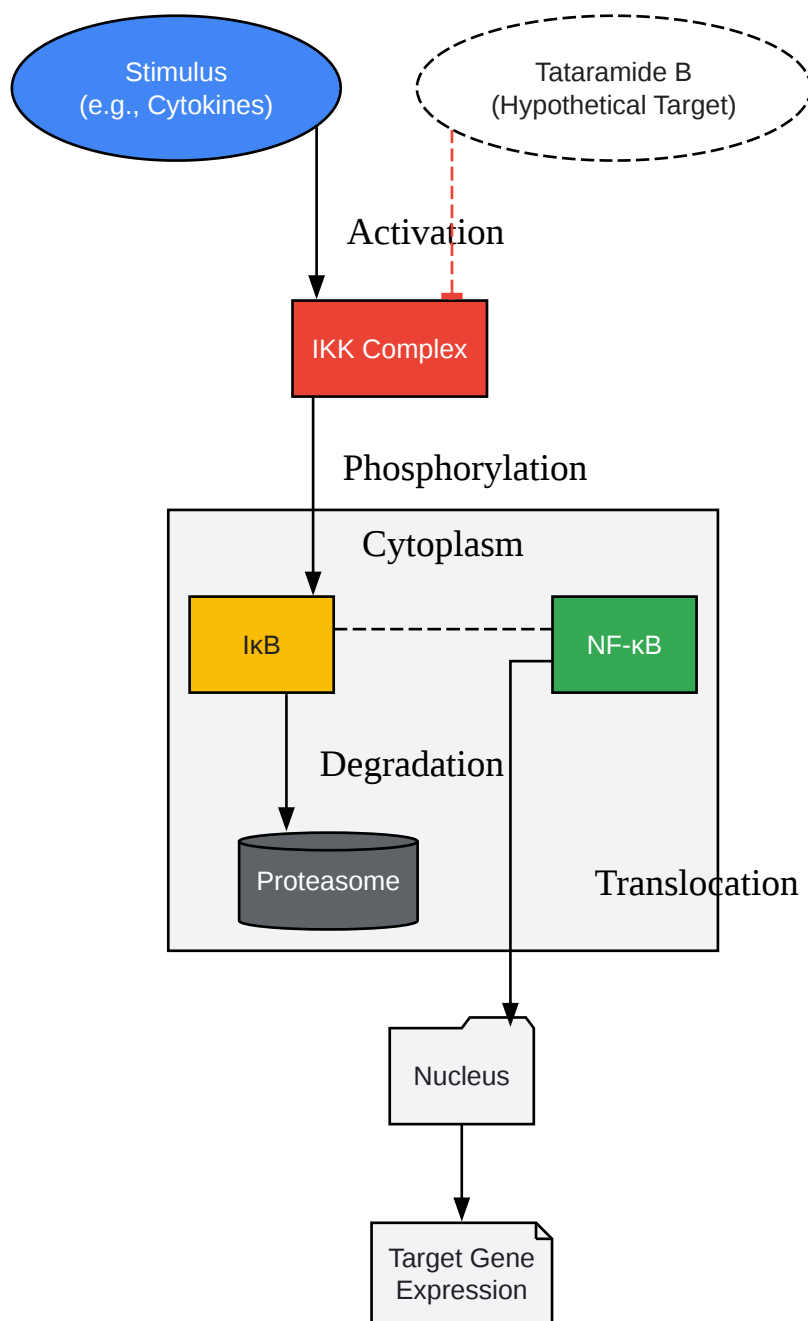 Stimulus
(e.g., Cytokines)
Tataramide B
(Hypothetical Target)
Activation
IKK Complex
Phosphorylation
Cytoplasm
IκB
NF-κB
Degradation
Proteasome
Translocation
Nucleus
Target Gene
Expression